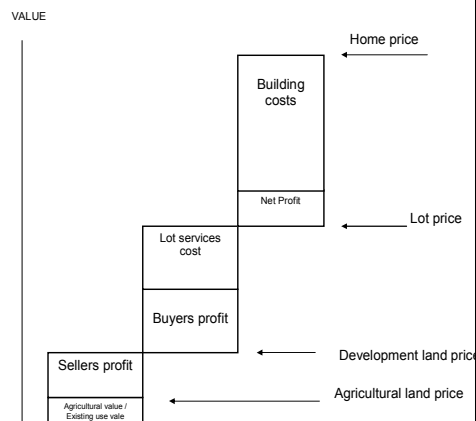 VALUE
Home price
Building
costs
Net Profit
Lot price
Lot services
cost
Buyers profit
Development land price
Sellers profit
Agricultural land price
Agricultural value /
Existing use vale